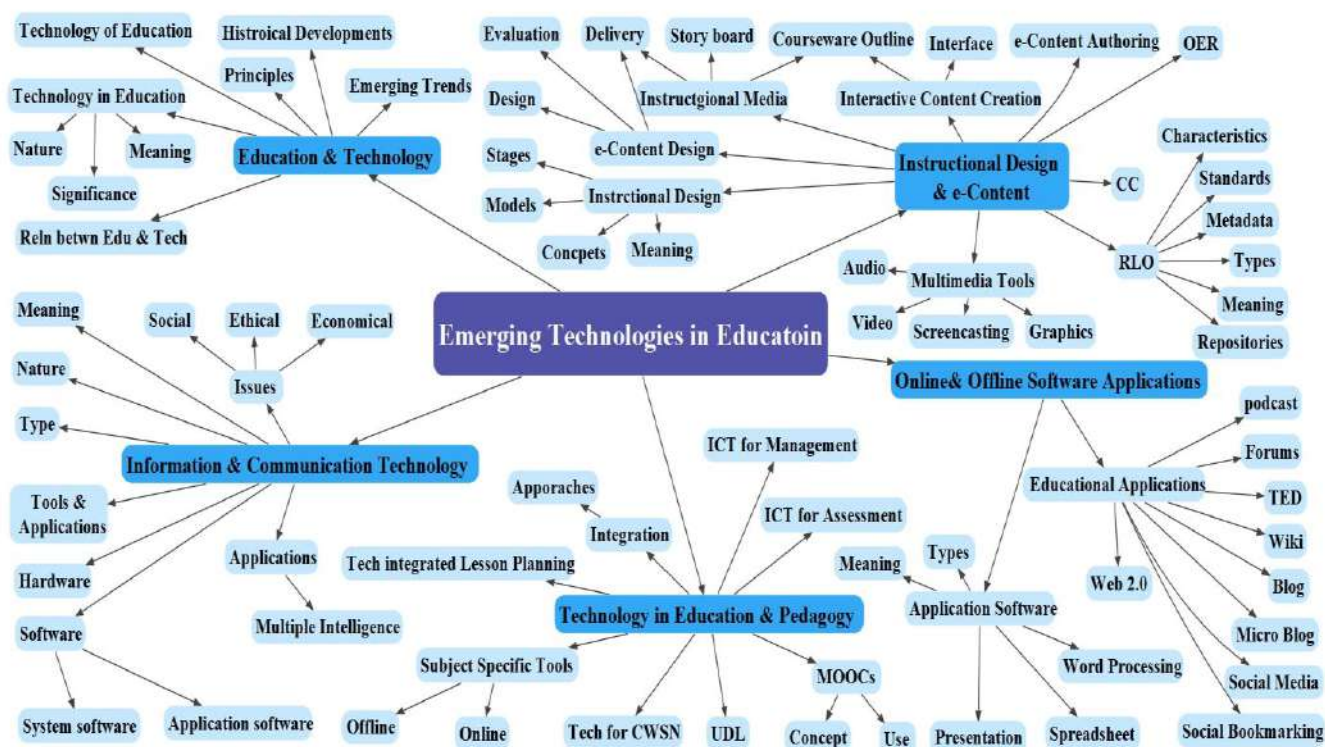 Technology of Education
Histroical Developments
Principles
Emerging Trends
Technology in Education
Nature
Meaning
Significance
Education & Technology
Reln betwn Edu & Tech
Evaluation
Delivery
Story board
Courseware Outline
Interface
e-Content Authoring
OER
Design
Instructgional Media
Interactive Content Creation
Stages
e-Content Design
Instructional Design
& e-Content
Characteristics
Standards
CC
Models
Instrctional Design
Concpets
Meaning
Metadata
RLO
Types
Meaning
Repositories
Audio
Multimedia Tools
Video
Screencasting
Graphics
Emerging Technologies in Educatoin
Meaning
Social
Ethical
Economical
Nature
Issues
Type
Information & Communication Technology
Tools &
Applications
Hardware
Applications
Software
Multiple Intelligence
System software
Application software
ICT for Management
Apporaches
ICT for Assessment
Integration
Tech integrated Lesson Planning
Technology in Education & Pedagogy
Subject Specific Tools
MOOCs
Offline
Online
Tech for CWSN
UDL
Concept
Use
Online& Offline Software Applications
podcast
Forums
Educational Applications
TED
Wiki
Web 2.0
Blog
Micro Blog
Social Media
Social Bookmarking
Types
Meaning
Application Software
Word Processing
Presentation
Spreadsheet